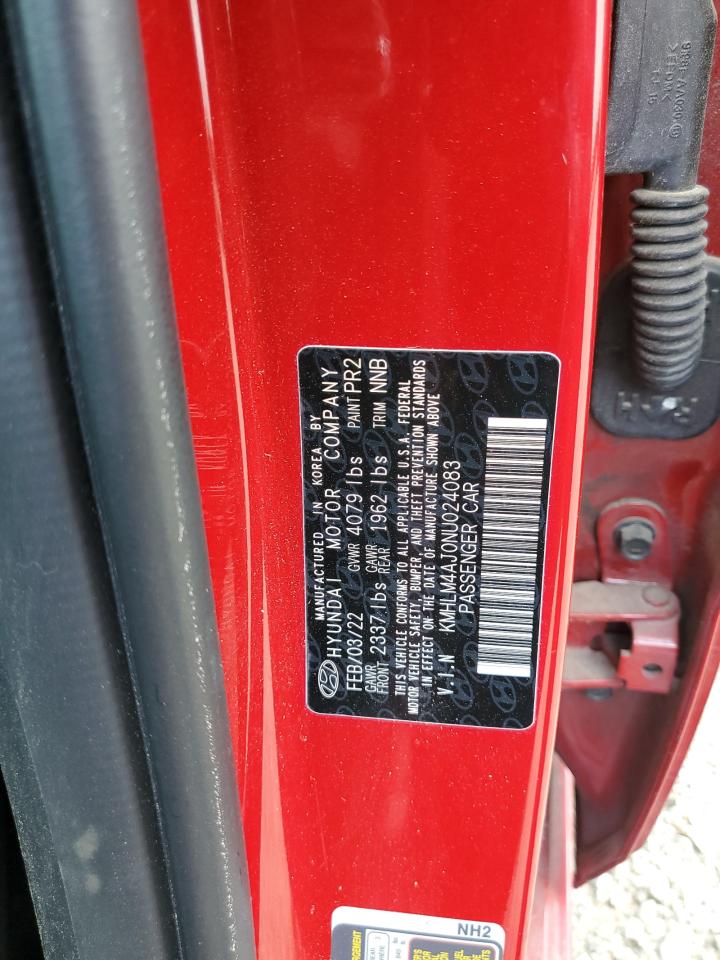 MANUFACTURED IN KOREA BY
HYUNDAI MOTOR COMPANY
FEB/03/22 GVWR 4079 lbs PAINT PR2
GAWR FRONT 2337 lbs GAWR REAR 1962 lbs TRIM NNB
THIS VEHICLE CONFORMS TO ALL APPLICABLE U.S.A. FEDERAL
MOTOR VEHICLE SAFETY, BUMPER, AND THEFT PREVENTION STANDARDS
IN EFFECT ON THE DATE OF MANUFACTURE SHOWN ABOVE
V.I.N KMHLM4AJ0NU024083
PASSENGER CAR
NH2